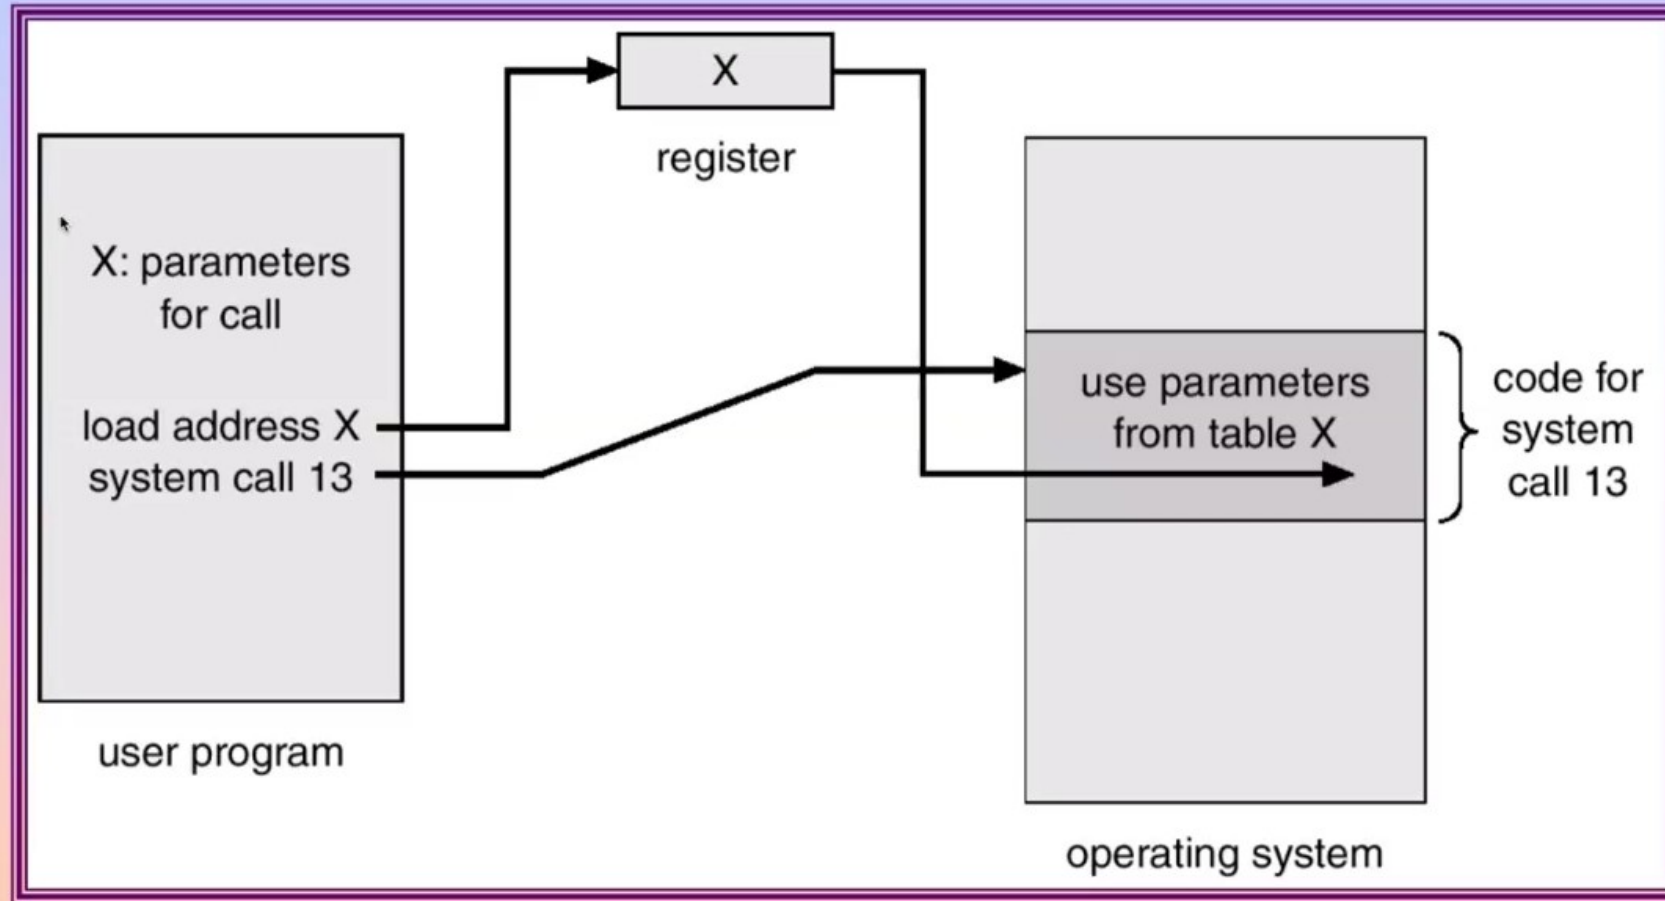 X
register
X: parameters
for call
load address X
system call 13
user program
use parameters
from table X
code for
system
call 13
operating system